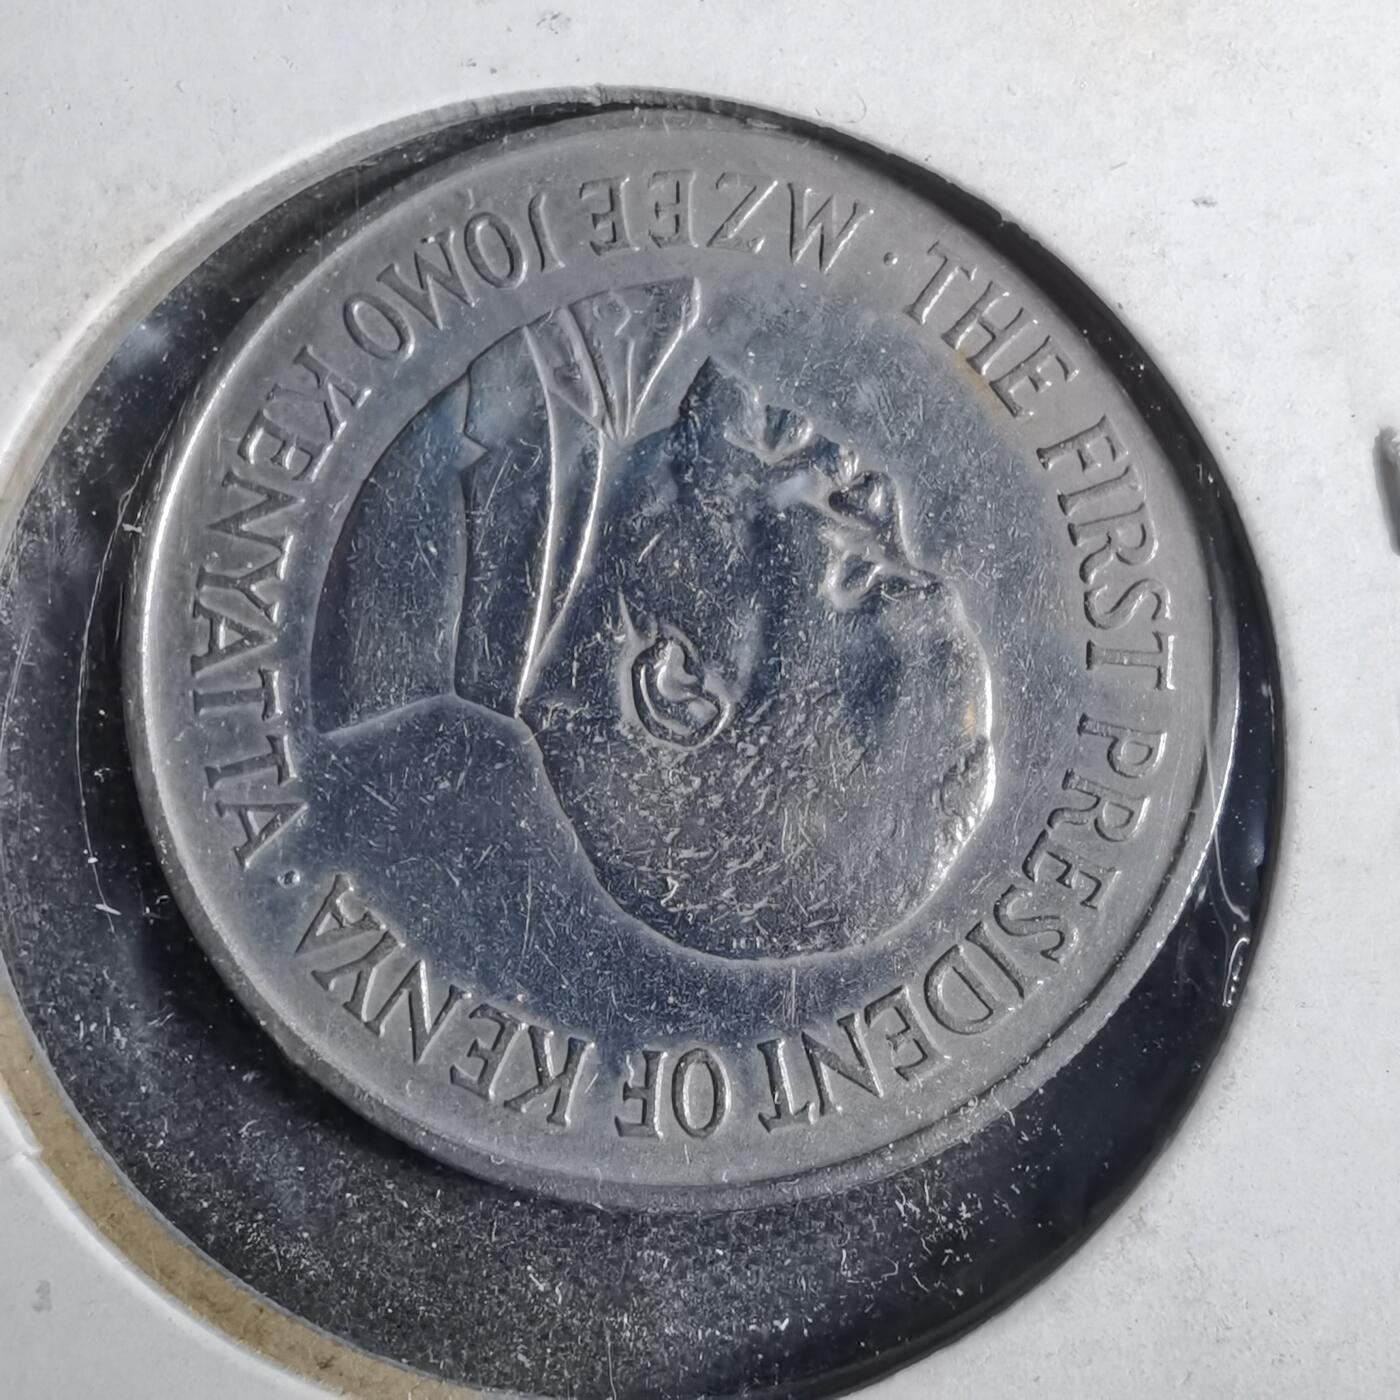 THE FIRST PRESIDENT OF KENYA · MZEE JOMO KENYATTA ·